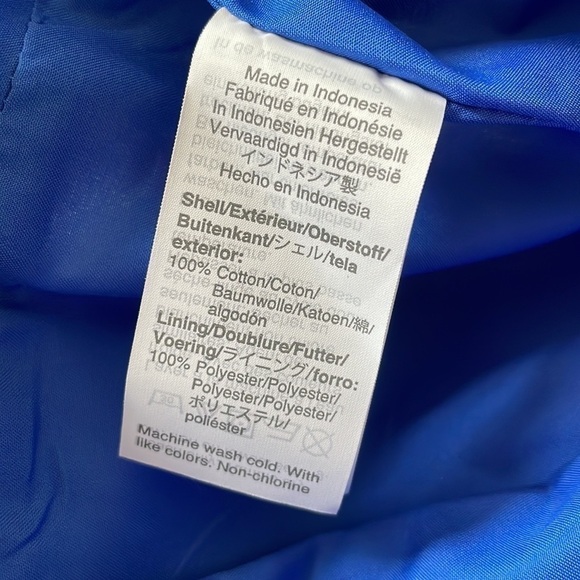 Made in Indonesia
Fabriqué en Indonésie
In Indonesien Hergestellt
Vervaardigd in Indonesië
インドネシア製
Hecho en Indonesia
Shell/Extérieur/Oberstoff/
Buitenkant/シェル/tela
exterior:
100% Cotton/Coton/
Baumwolle/Katoen/綿/
algodón
Lining/Doublure/Futter/
Voering/ライニング/forro:
100% Polyester/Polyester/
Polyester/Polyester/
ポリエステル/
poliéster
Machine wash cold. With
like colors. Non-chlorine